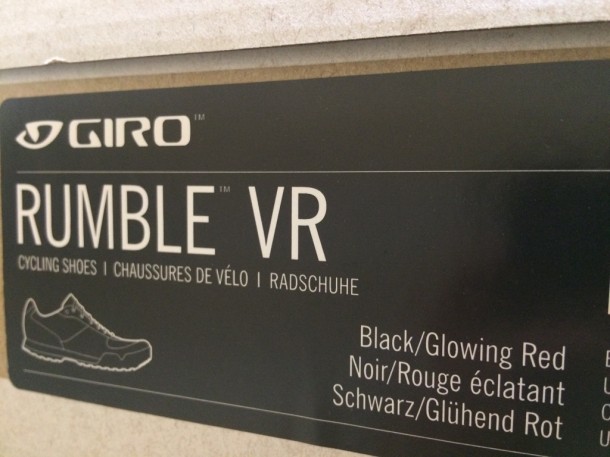 GIRO™
RUMBLE™ VR
CYCLING SHOES | CHAUSSURES DE VÉLO | RADSCHUHE
Black/Glowing Red
Noir/Rouge éclatant
Schwarz/Glühend Rot